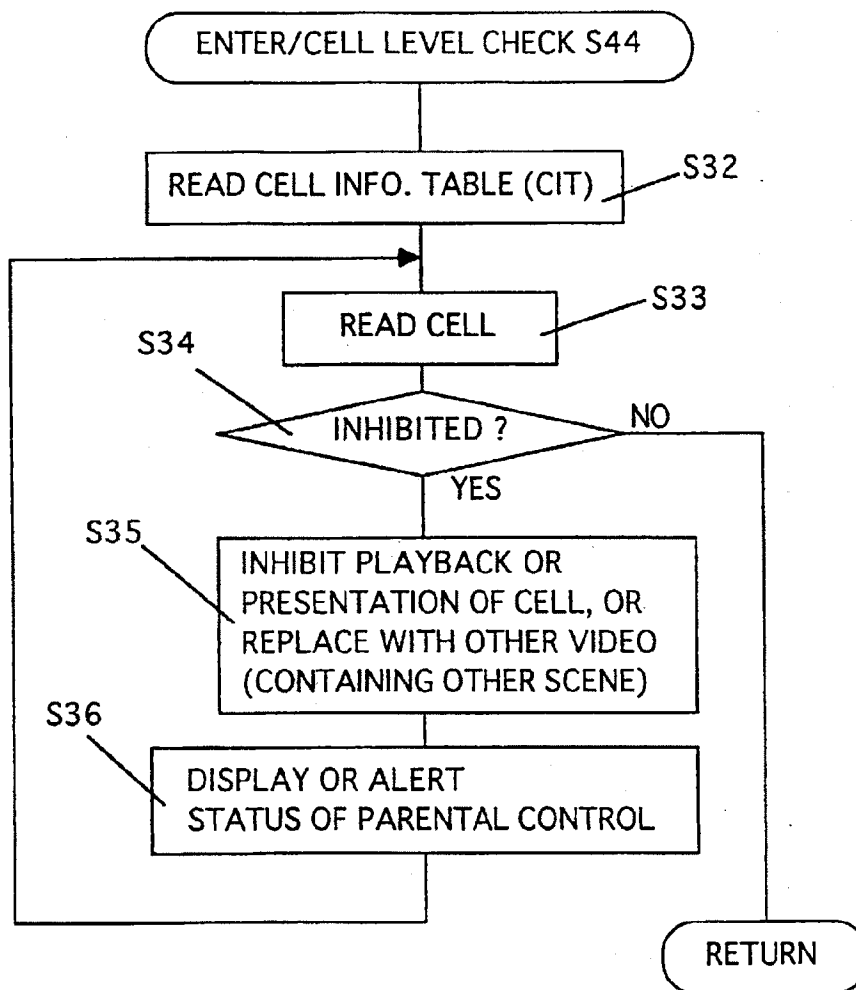 ENTER/CELL LEVEL CHECK S44
READ CELL INFO. TABLE (CIT)
S32
READ CELL
S33
S34
INHIBITED ?
NO
YES
S35
INHIBIT PLAYBACK OR
PRESENTATION OF CELL, OR
REPLACE WITH OTHER VIDEO
(CONTAINING OTHER SCENE)
S36
DISPLAY OR ALERT
STATUS OF PARENTAL CONTROL
RETURN